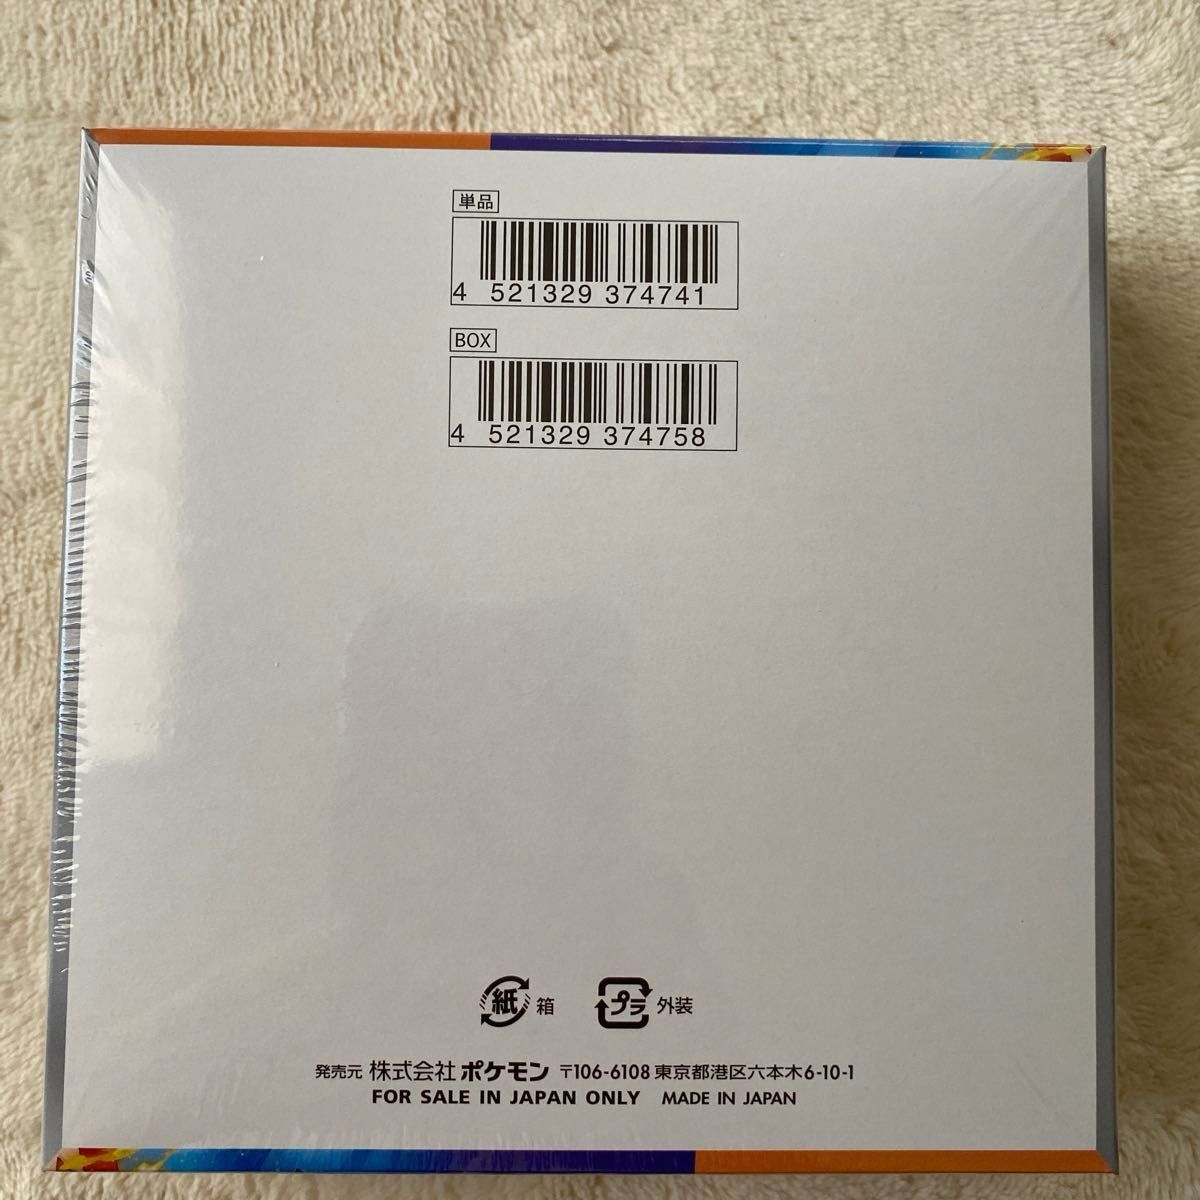 単品
4 521329 374741
BOX
4 521329 374758
紙 箱 プラ 外装
発売元 株式会社 ポケモン 〒106-6108 東京都港区六本木6-10-1
FOR SALE IN JAPAN ONLY MADE IN JAPAN